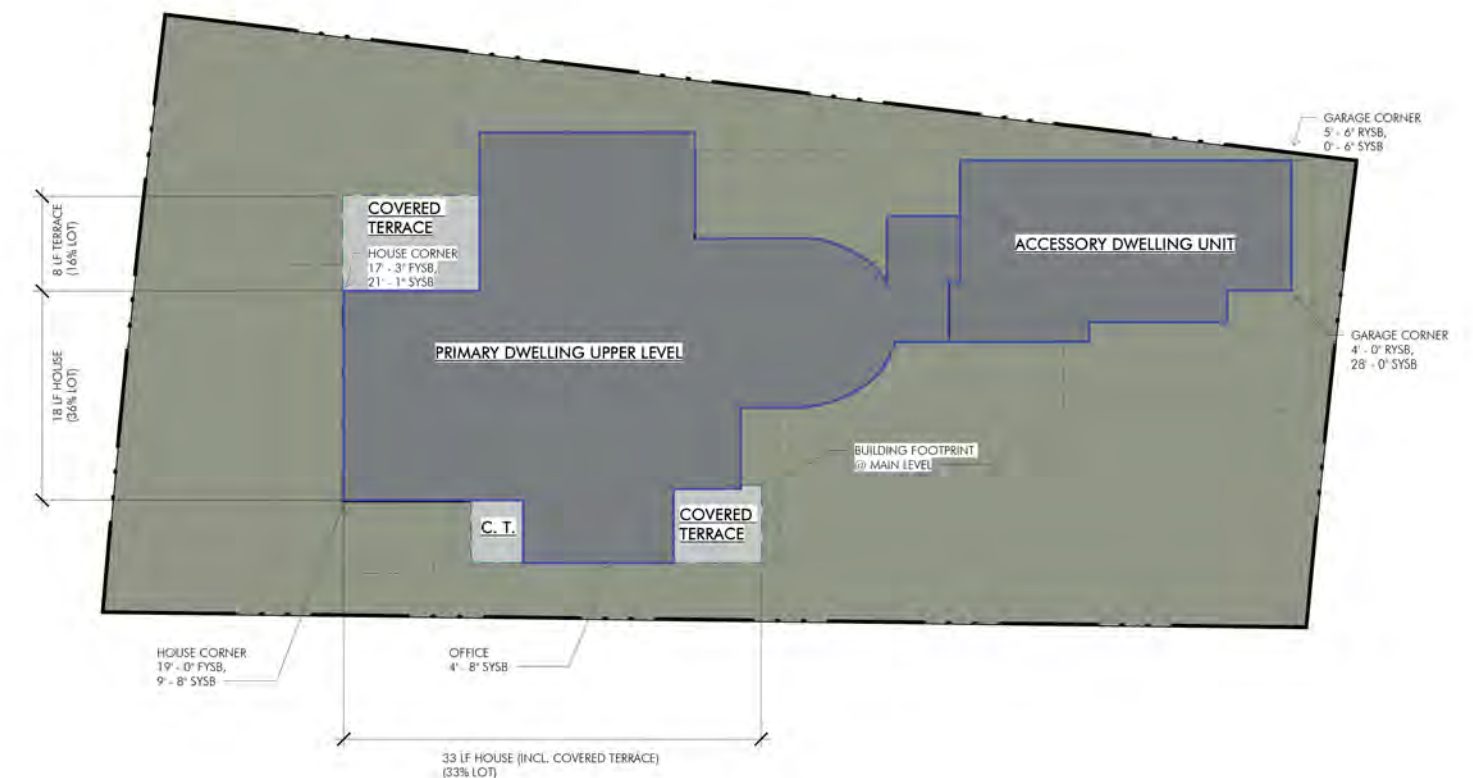 GARAGE CORNER
5' - 6" RYSB,
0' - 6" SYSB
COVERED
TERRACE
8 LF TERRACE
(16% LOT)
HOUSE CORNER
17' - 3" FYSB,
21' - 1" SYSB
ACCESSORY DWELLING UNIT
GARAGE CORNER
4' - 0" RYSB,
28' - 0" SYSB
PRIMARY DWELLING UPPER LEVEL
18 LF HOUSE
(36% LOT)
BUILDING FOOTPRINT
@ MAIN LEVEL
C. T.
COVERED
TERRACE
HOUSE CORNER
19' - 0" FYSB,
9' - 8" SYSB
OFFICE
4' - 8" SYSB
33 LF HOUSE (INCL. COVERED TERRACE)
(33% LOT)